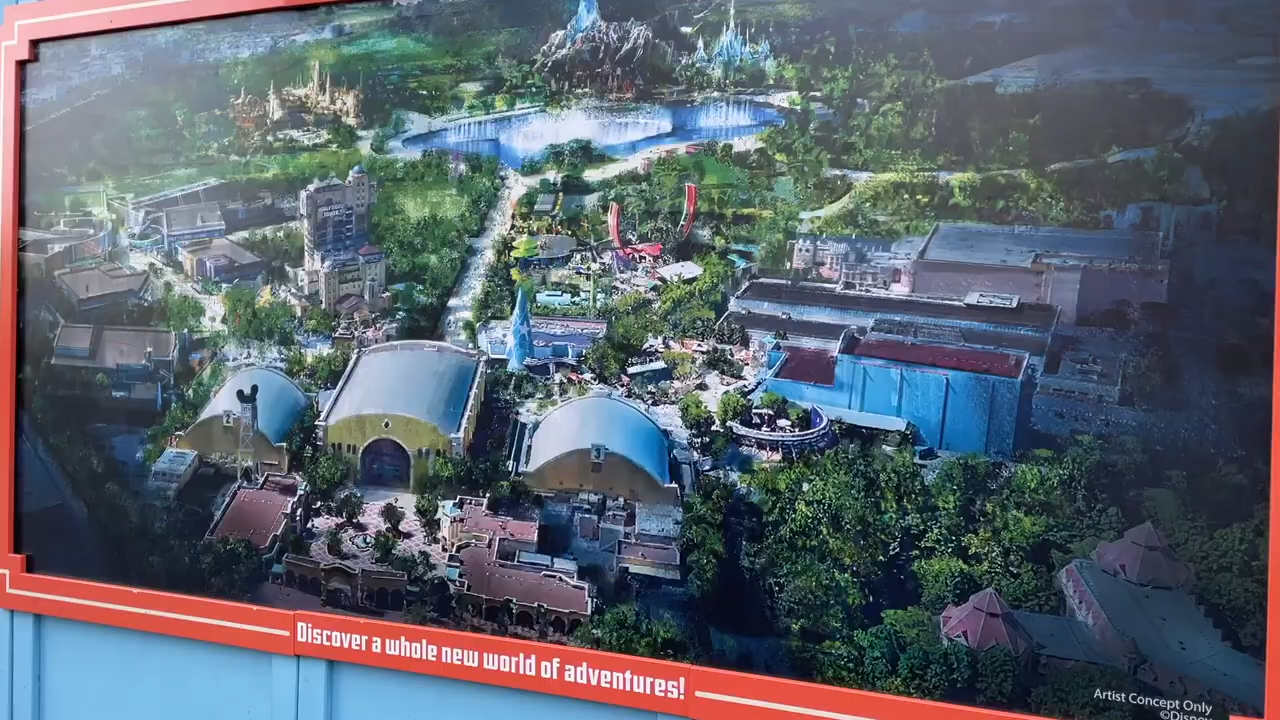 Discover a whole new world of adventures!
Artist Concept Only
©Disney